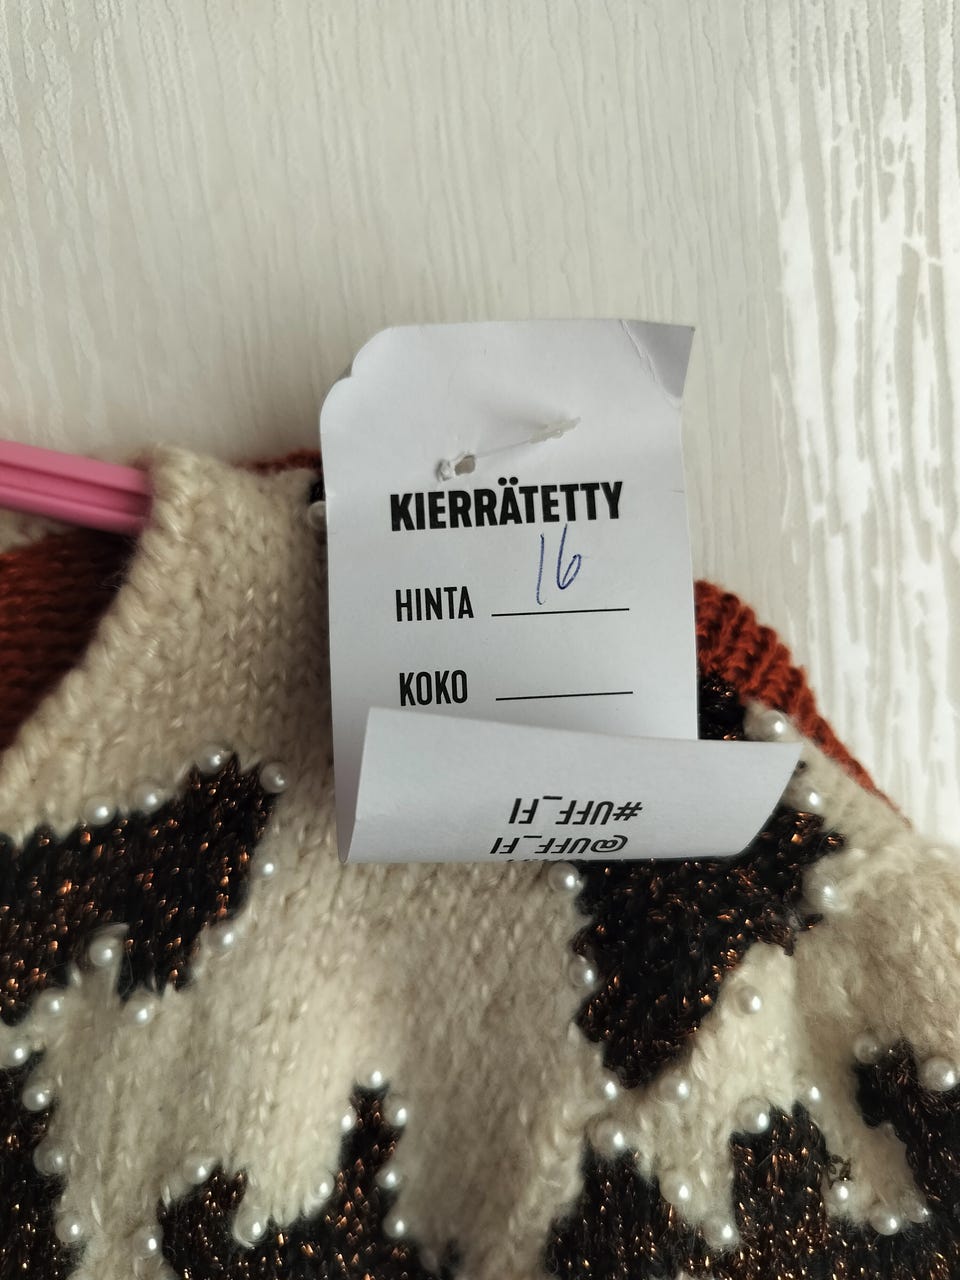 KIERRÄTETTY
HINTA 16
KOKO
#UFF_FI
@UFF_FI